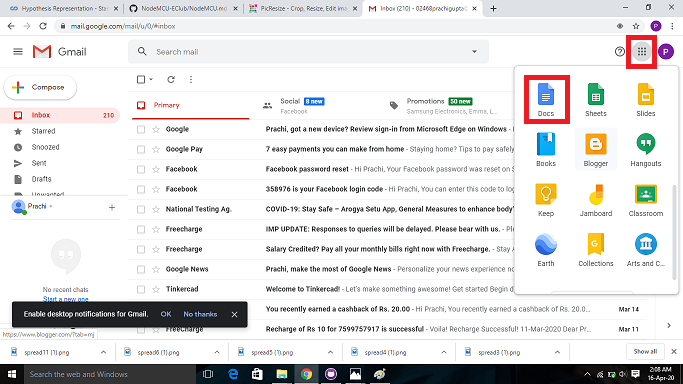 Hypothesis Representation - Star
NodeMCU-EClub/NodeMCU.md
PicResize - Crop, Resize, Edit imag
Inbox (210) - 02468prachigupta
mail.google.com/mail/u/0/#inbox
Gmail
Search mail
Compose
Inbox 210
Starred
Snoozed
Sent
Drafts
Unwanted
Prachi
No recent chats
Start a new one
Primary
Social 8 new
Facebook
Promotions 50 new
Samsung Electronics, Emma, L
Google Prachi, got a new device? Review sign-in from Microsoft Edge on Windows -
Google Pay 7 easy payments you can make from home - Staying home? Tips to pay safely
Facebook Facebook password reset - Hi Prachi, Your Facebook password was reset on
Facebook 358976 is your Facebook login code - Hi Prachi, You can enter this code to log
National Testing Ag. COVID-19: Stay Safe – Arogya Setu App, General Measures to enhance body'
Freecharge IMP UPDATE: Responses to queries will be delayed. Please bear with us. -
Freecharge Salary Credited? Pay all your monthly bills right now with Freecharge. - Stay
Google News Prachi, make the most of Google News - Personalize your news experience
Tinkercad Welcome to Tinkercad! - Let's make something awesome! Get started Begin d
You recently earned a cashback of Rs. 20.00 - Hi Prachi, You recently earned a cashback of Rs. 20.00 Mar 14
FreeCharge Recharge of Rs 10 for 7599757917 is successful - Voila! Recharge Successful! 11-Mar-2020 Dear Pr Mar 11
P
P
Docs Sheets Slides
Books Blogger Hangouts
Keep Jamboard Classroom
Earth Collections Arts and C...
Enable desktop notifications for Gmail. OK No thanks
https://www.blogger.com/?tab=mj
spread11 (1).png
spread6 (1).png
spread5 (1).png
spread4 (1).png
spread3 (1).png
Show all
Search the web and Windows
2:08 AM
16-Apr-20